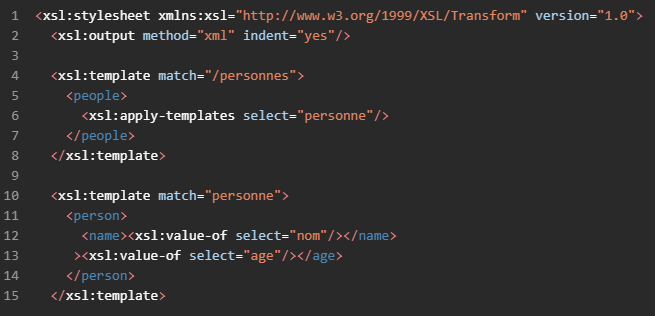 1 <xsl:stylesheet xmlns:xsl="http://www.w3.org/1999/XSL/Transform" version="1.0">
2   <xsl:output method="xml" indent="yes"/>
3
4   <xsl:template match="/personnes">
5     <people>
6       <xsl:apply-templates select="personne"/>
7     </people>
8   </xsl:template>
9
10   <xsl:template match="personne">
11     <person>
12       <name><xsl:value-of select="nom"/></name>
13      ><xsl:value-of select="age"/></age>
14     </person>
15   </xsl:template>